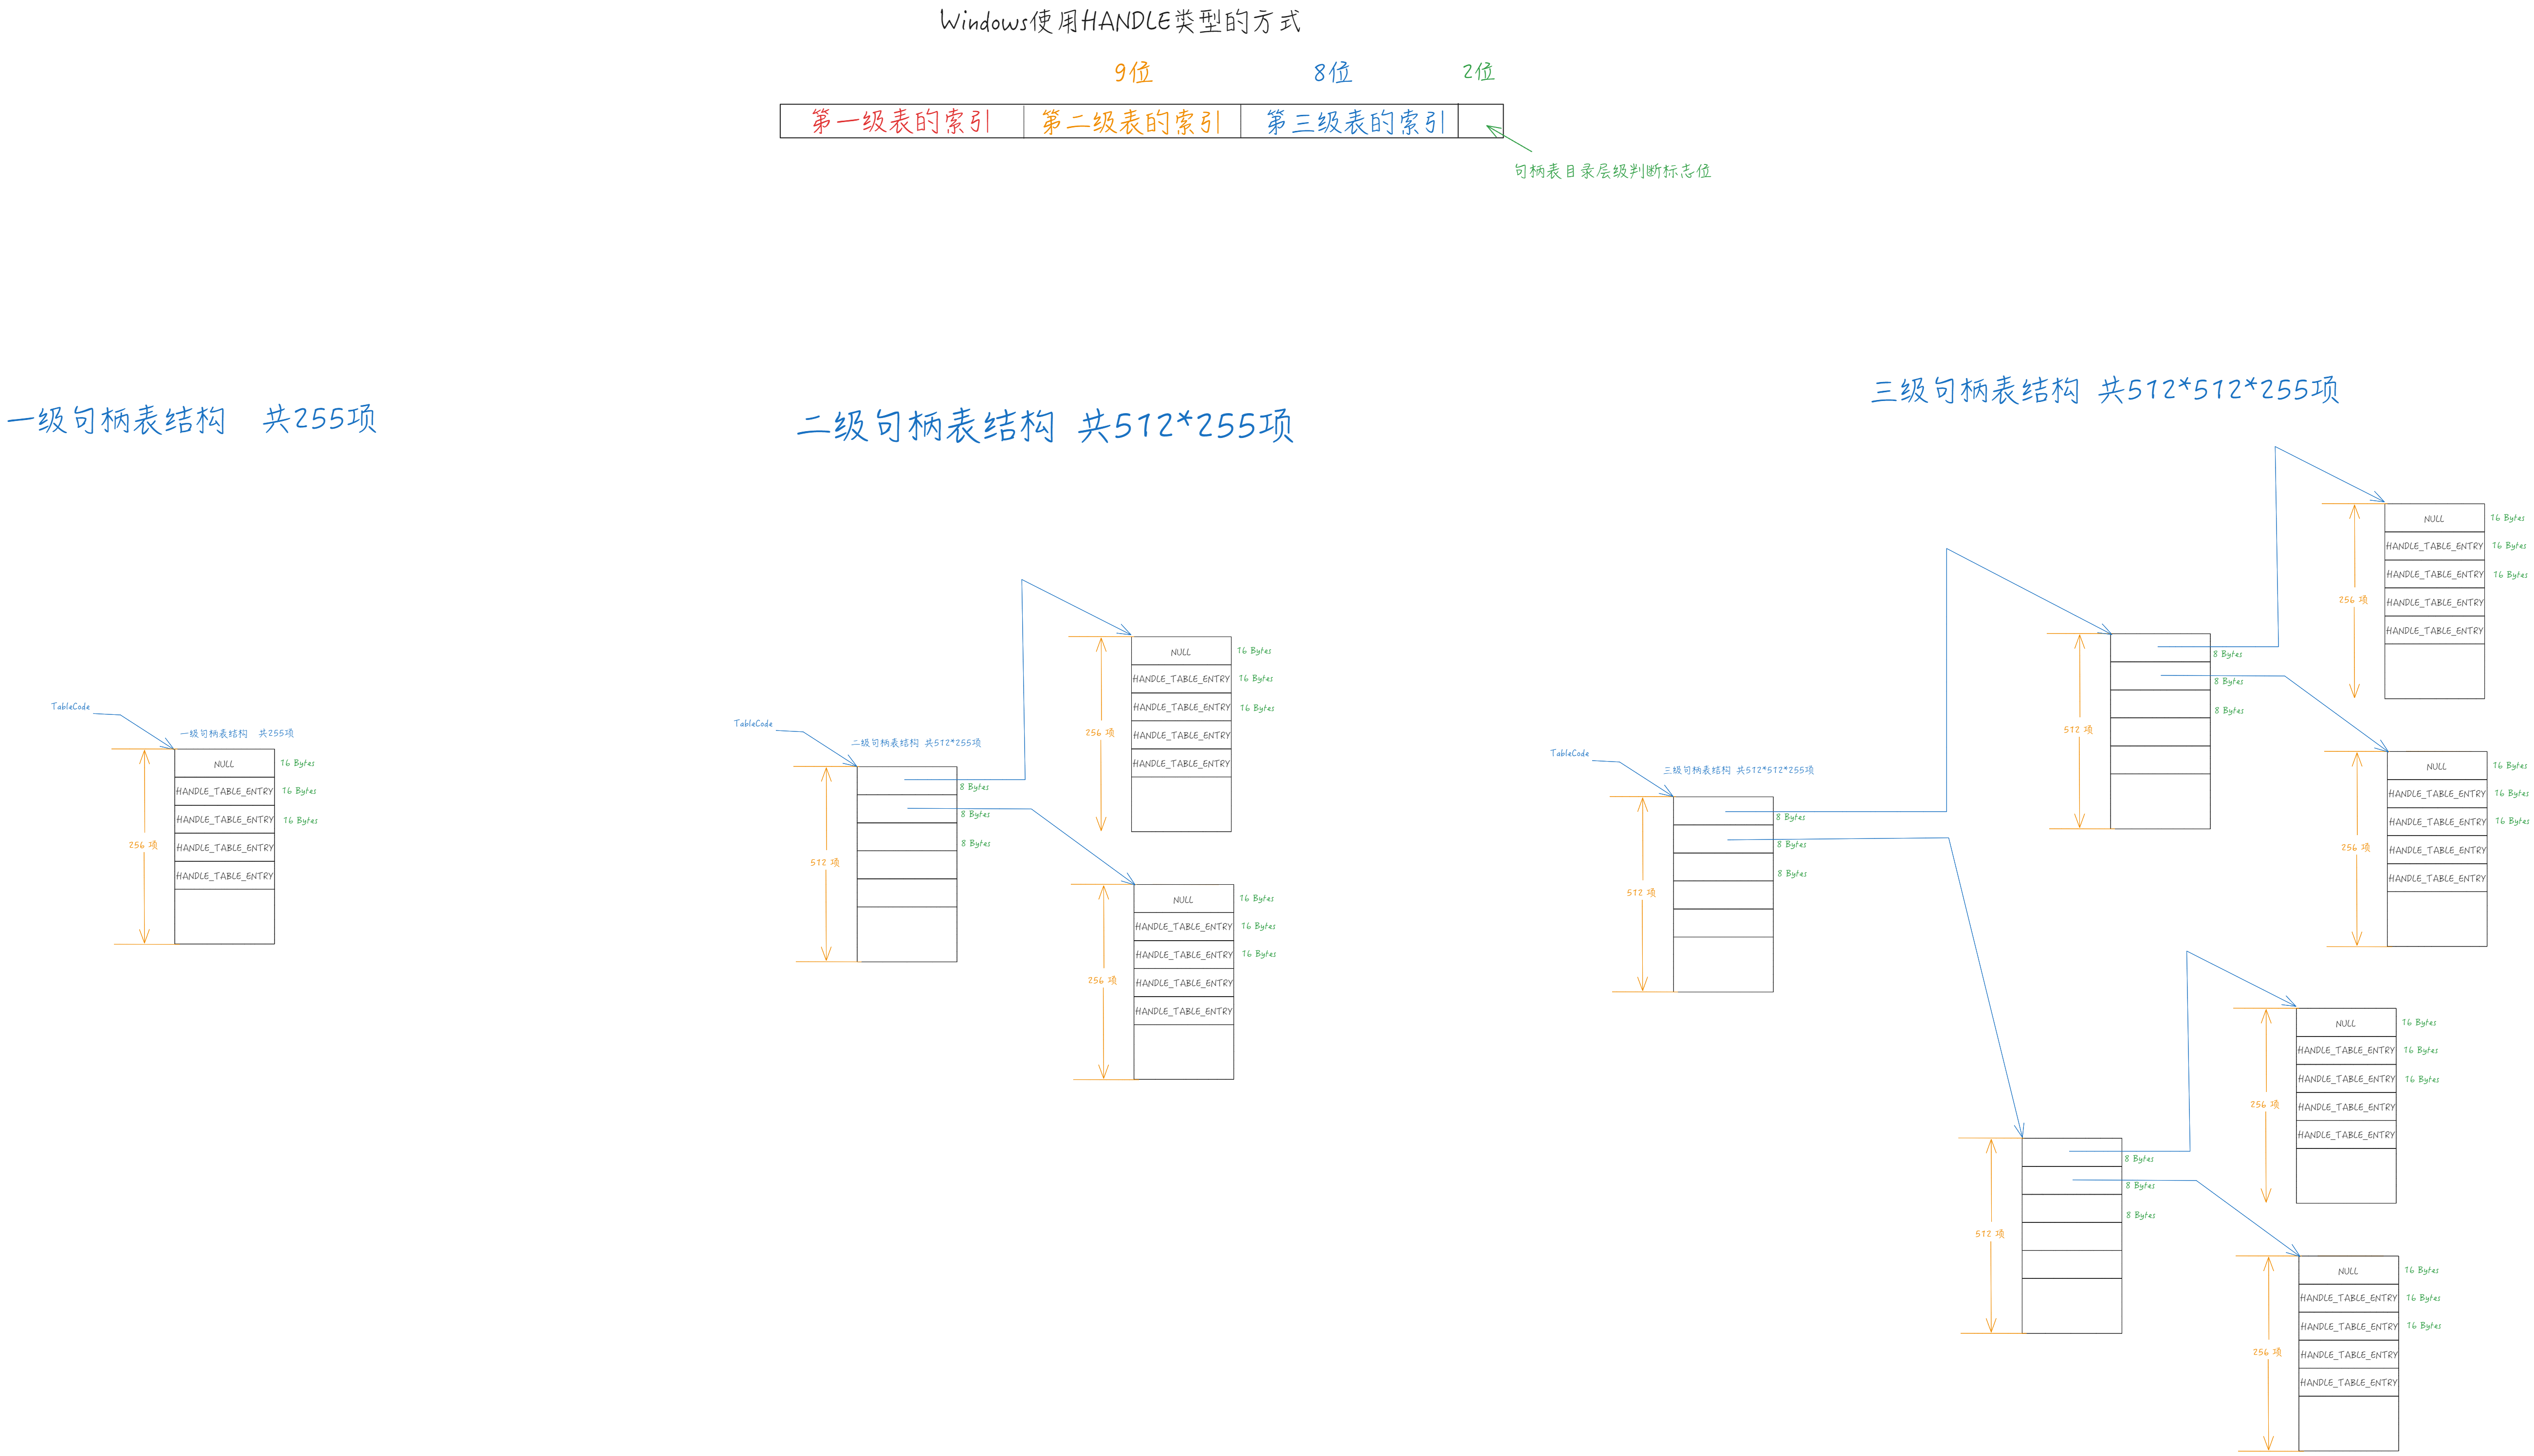 Windows使用HANDLE类型的方式
9位
8位
2位
第一级表的索引
第二级表的索引
第三级表的索引
句柄表目录层级判断标志位
一级句柄表结构 共255项
TableCode
一级句柄表结构 共255项
NULL
16 Bytes
HANDLE_TABLE_ENTRY
16 Bytes
HANDLE_TABLE_ENTRY
16 Bytes
HANDLE_TABLE_ENTRY
HANDLE_TABLE_ENTRY
256 项
二级句柄表结构 共512*255项
TableCode
二级句柄表结构 共512*255项
8 Bytes
8 Bytes
8 Bytes
512 项
NULL
16 Bytes
HANDLE_TABLE_ENTRY
16 Bytes
HANDLE_TABLE_ENTRY
16 Bytes
HANDLE_TABLE_ENTRY
HANDLE_TABLE_ENTRY
256 项
NULL
16 Bytes
HANDLE_TABLE_ENTRY
16 Bytes
HANDLE_TABLE_ENTRY
16 Bytes
HANDLE_TABLE_ENTRY
HANDLE_TABLE_ENTRY
256 项
三级句柄表结构 共512*512*255项
TableCode
三级句柄表结构 共512*512*255项
8 Bytes
8 Bytes
8 Bytes
512 项
8 Bytes
8 Bytes
8 Bytes
512 项
NULL
16 Bytes
HANDLE_TABLE_ENTRY
16 Bytes
HANDLE_TABLE_ENTRY
16 Bytes
HANDLE_TABLE_ENTRY
HANDLE_TABLE_ENTRY
256 项
NULL
16 Bytes
HANDLE_TABLE_ENTRY
16 Bytes
HANDLE_TABLE_ENTRY
16 Bytes
HANDLE_TABLE_ENTRY
HANDLE_TABLE_ENTRY
256 项
8 Bytes
8 Bytes
8 Bytes
512 项
NULL
16 Bytes
HANDLE_TABLE_ENTRY
16 Bytes
HANDLE_TABLE_ENTRY
16 Bytes
HANDLE_TABLE_ENTRY
HANDLE_TABLE_ENTRY
256 项
NULL
16 Bytes
HANDLE_TABLE_ENTRY
16 Bytes
HANDLE_TABLE_ENTRY
16 Bytes
HANDLE_TABLE_ENTRY
HANDLE_TABLE_ENTRY
256 项